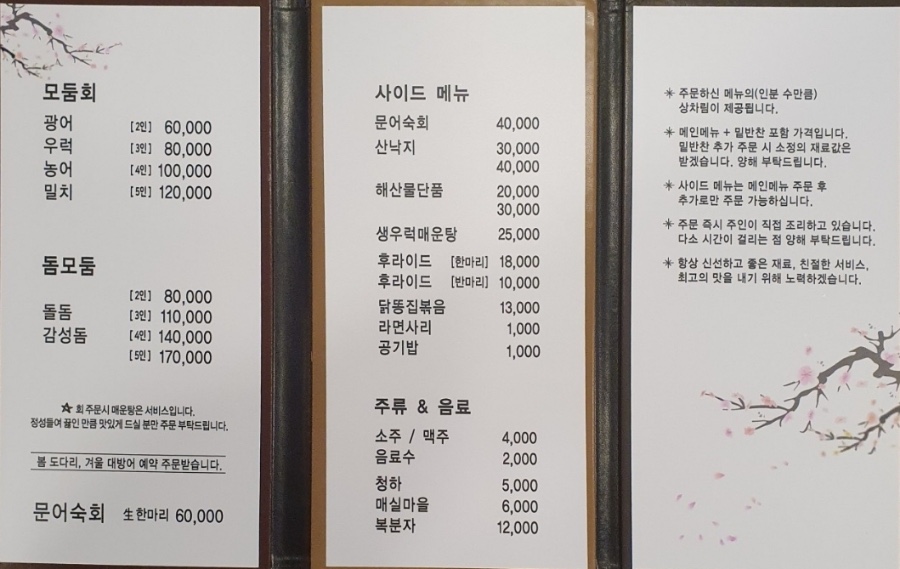 모둠회
광어 [2인] 60,000
우럭 [3인] 80,000
농어 [4인] 100,000
밀치 [5인] 120,000
돔모둠
[2인] 80,000
돌돔 [3인] 110,000
감성돔 [4인] 140,000
[5인] 170,000
☆ 회 주문시 매운탕은 서비스입니다.
정성들여 끓인 만큼 맛있게 드실 분만 주문 부탁드립니다.
봄 도다리, 겨울 대방어 예약 주문받습니다.
문어숙회 生한마리 60,000
사이드 메뉴
문어숙회 40,000
산낙지 30,000
40,000
해산물단품 20,000
30,000
생우럭매운탕 25,000
후라이드 [한마리] 18,000
후라이드 [반마리] 10,000
닭똥집볶음 13,000
라면사리 1,000
공기밥 1,000
주류 & 음료
소주 / 맥주 4,000
음료수 2,000
청하 5,000
매실마을 6,000
복분자 12,000
✳ 주문하신 메뉴의(인분 수만큼)
상차림이 제공됩니다.
✳ 메인메뉴 + 밑반찬 포함 가격입니다.
밑반찬 추가 주문 시 소정의 재료값은
받겠습니다. 양해 부탁드립니다.
✳ 사이드 메뉴는 메인메뉴 주문 후
추가로만 주문 가능하십니다.
✳ 주문 즉시 주인이 직접 조리하고 있습니다.
다소 시간이 걸리는 점 양해 부탁드립니다.
✳ 항상 신선하고 좋은 재료, 친절한 서비스,
최고의 맛을 내기 위해 노력하겠습니다.